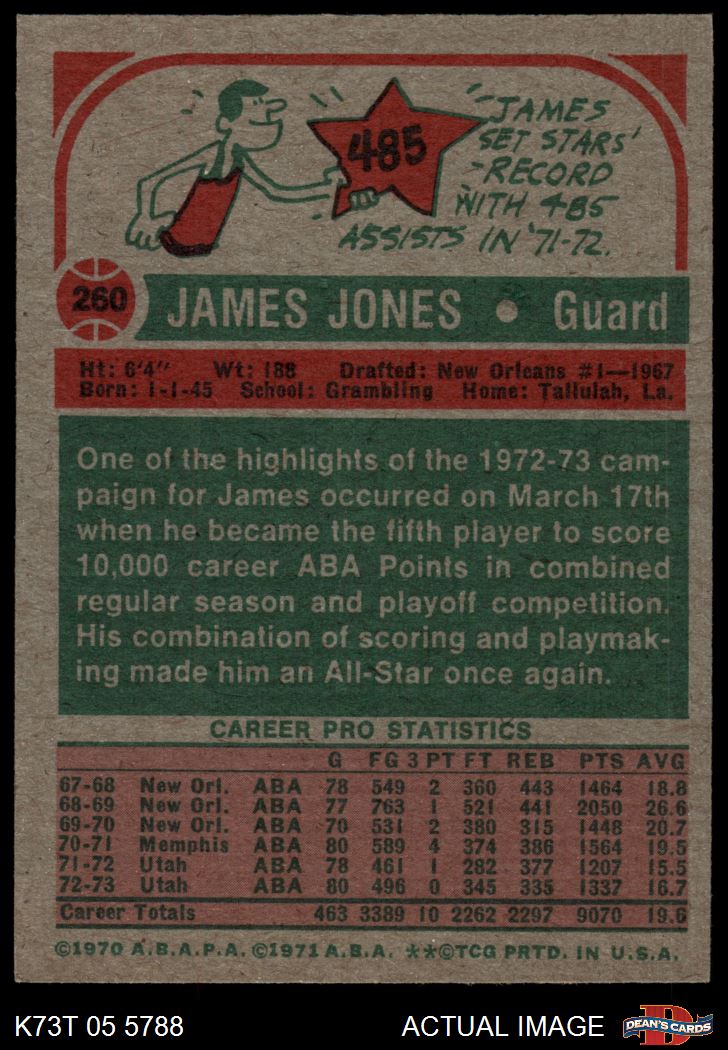 485
"JAMES
SET STARS'
RECORD
WITH 485
ASSISTS IN '71-72.
260
JAMES JONES • Guard
Ht: 6'4" Wt: 188 Drafted: New Orleans #1—1967
Born: 1-1-45 School: Grambling Home: Tallulah, La.
One of the highlights of the 1972-73 cam-
paign for James occurred on March 17th
when he became the fifth player to score
10,000 career ABA Points in combined
regular season and playoff competition.
His combination of scoring and playmak-
ing made him an All-Star once again.
CAREER PRO STATISTICS
G FG 3 PT FT REB PTS AVG
67-68 New Orl. ABA 78 549 2 360 443 1464 18.8
68-69 New Orl. ABA 77 763 1 521 441 2050 26.6
69-70 New Orl. ABA 70 531 2 380 315 1448 20.7
70-71 Memphis ABA 80 589 4 374 386 1564 19.5
71-72 Utah ABA 78 461 1 282 377 1207 15.5
72-73 Utah ABA 80 496 0 345 335 1337 16.7
Career Totals 463 3389 10 2262 2297 9070 19.6
©1970 A.B.A.P.A. ©1971 A.B.A. **©TCG PRTD. IN U.S.A.
K73T 05 5788 ACTUAL IMAGE
D
DEAN'S CARDS